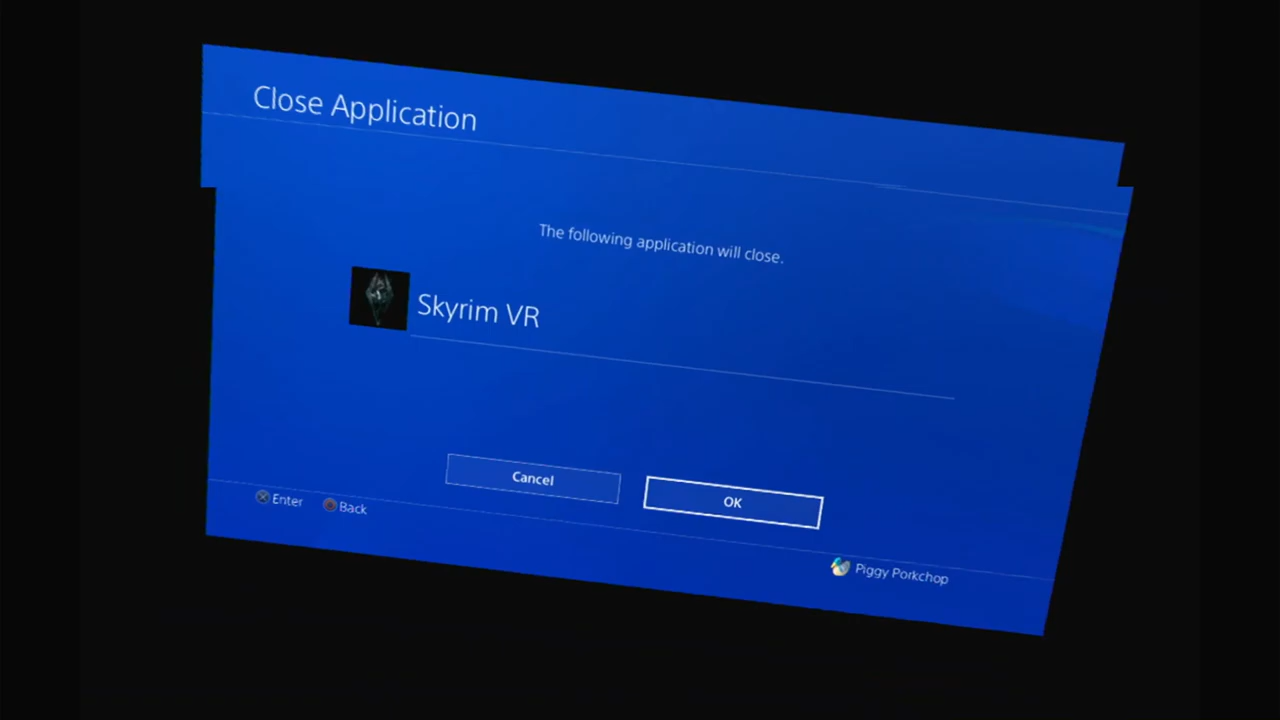 Close Application
The following application will close.
Skyrim VR
Cancel
OK
Enter
Back
Piggy Porkchop